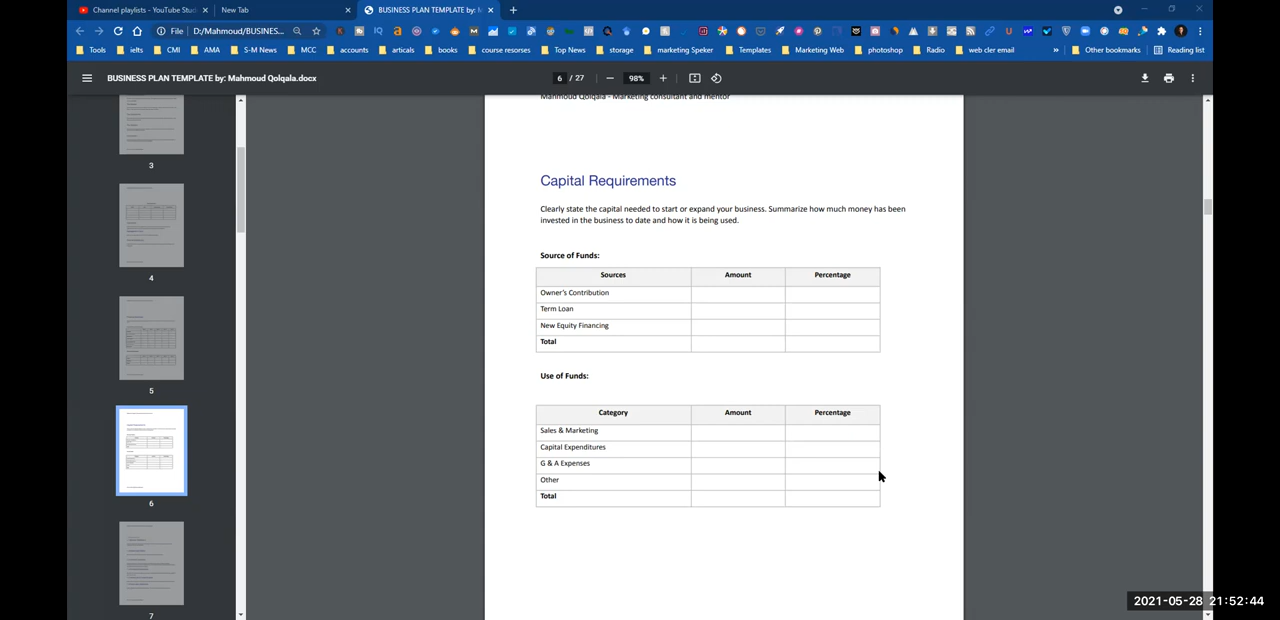 Channel playlists - YouTube Stud
New Tab
BUSINESS PLAN TEMPLATE by: M
File
D:/Mahmoud/BUSINES...
Tools
ielts
CMI
AMA
S-M News
MCC
accounts
articals
books
course resorses
Top News
storage
marketing Speker
Templates
Marketing Web
photoshop
Radio
web cler email
»
Other bookmarks
Reading list
BUSINESS PLAN TEMPLATE by: Mahmoud Qolqala.docx
6 / 27
98%
3
4
5
6
7
Mahmoud Qolqala - Marketing consultant and mentor
Capital Requirements
Clearly state the capital needed to start or expand your business. Summarize how much money has been
invested in the business to date and how it is being used.
Source of Funds:
Sources Amount Percentage
Owner's Contribution
Term Loan
New Equity Financing
Total
Use of Funds:
Category Amount Percentage
Sales & Marketing
Capital Expenditures
G & A Expenses
Other
Total
2021-05-28 21:52:44